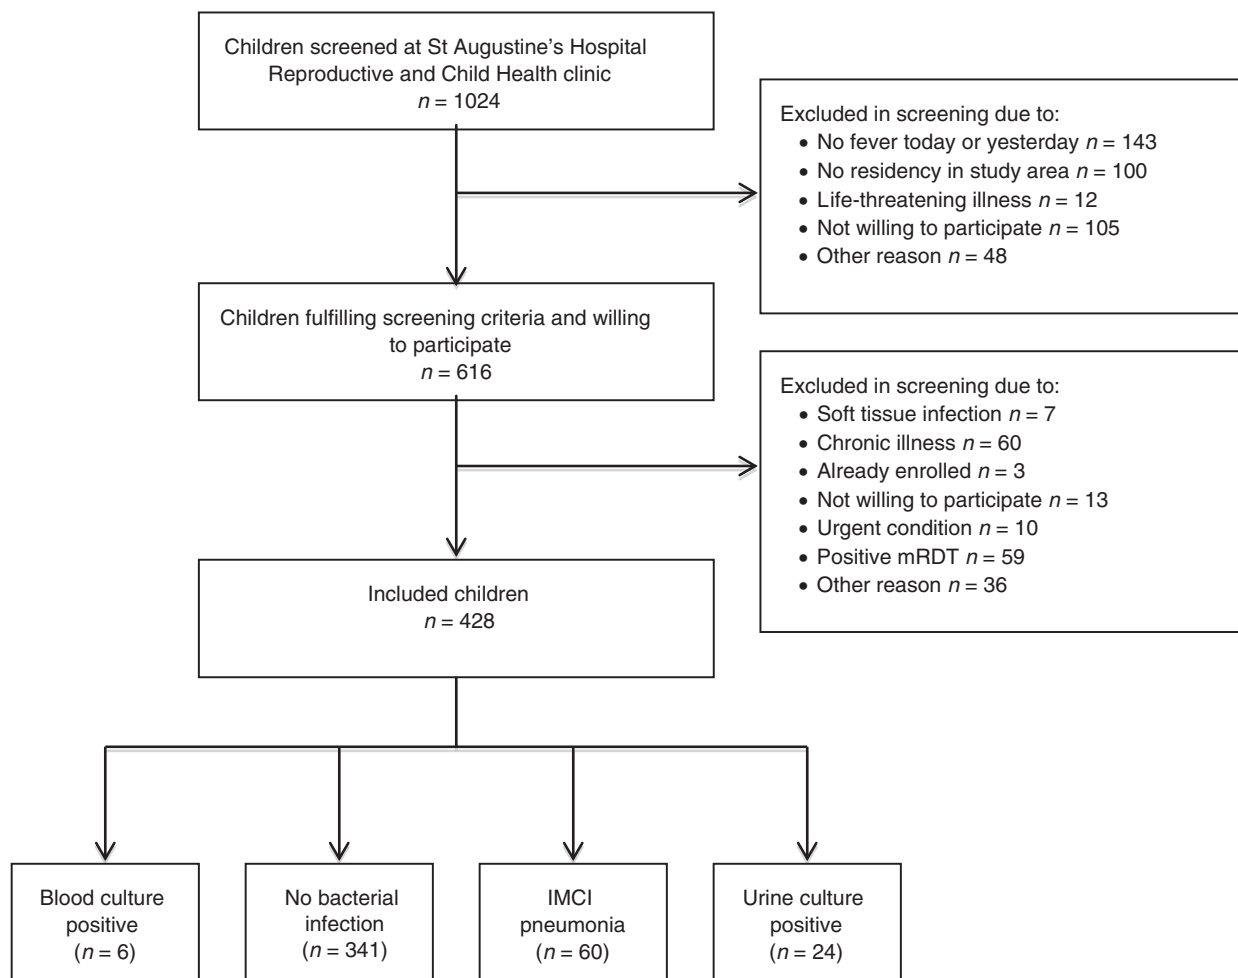 Children screened at St Augustine’s Hospital
Reproductive and Child Health clinic
n = 1024
Excluded in screening due to:
• No fever today or yesterday n = 143
• No residency in study area n = 100
• Life-threatening illness n = 12
• Not willing to participate n = 105
• Other reason n = 48
Children fulfilling screening criteria and willing
to participate
n = 616
Excluded in screening due to:
• Soft tissue infection n = 7
• Chronic illness n = 60
• Already enrolled n = 3
• Not willing to participate n = 13
• Urgent condition n = 10
• Positive mRDT n = 59
• Other reason n = 36
Included children
n = 428
Blood culture
positive
(n = 6)
No bacterial
infection
(n = 341)
IMCI
pneumonia
(n = 60)
Urine culture
positive
(n = 24)